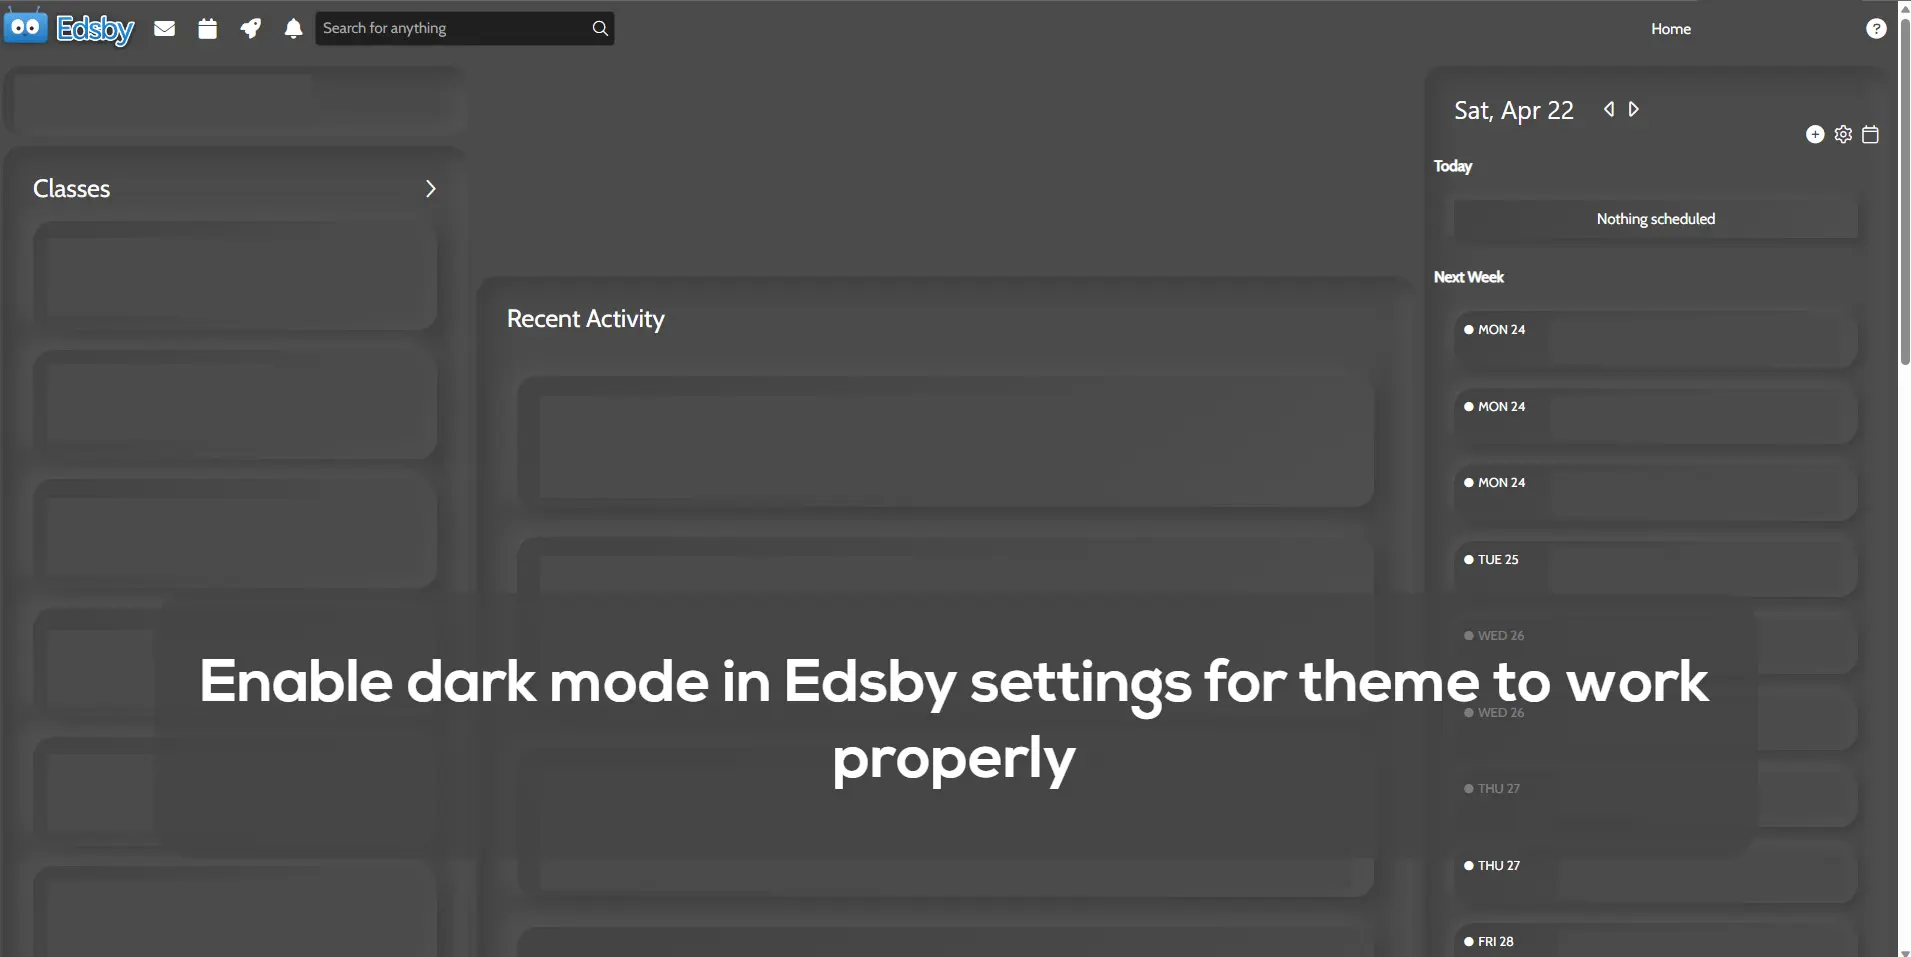 Edsby
Search for anything
Home
?
Sat, Apr 22
Today
Nothing scheduled
Next Week
MON 24
MON 24
MON 24
TUE 25
WED 26
WED 26
THU 27
THU 27
FRI 28
Classes
Recent Activity
Enable dark mode in Edsby settings for theme to work
properly